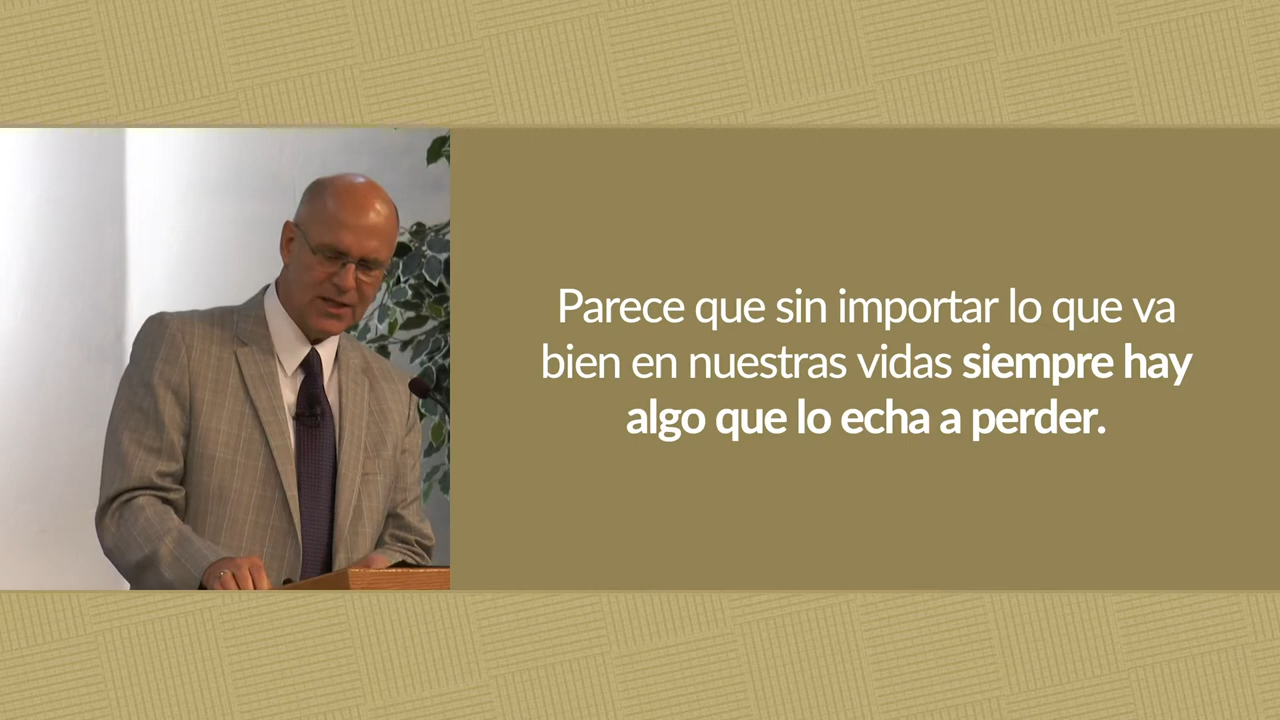 Parece que sin importar lo que va
bien en nuestras vidas siempre hay
algo que lo echa a perder.